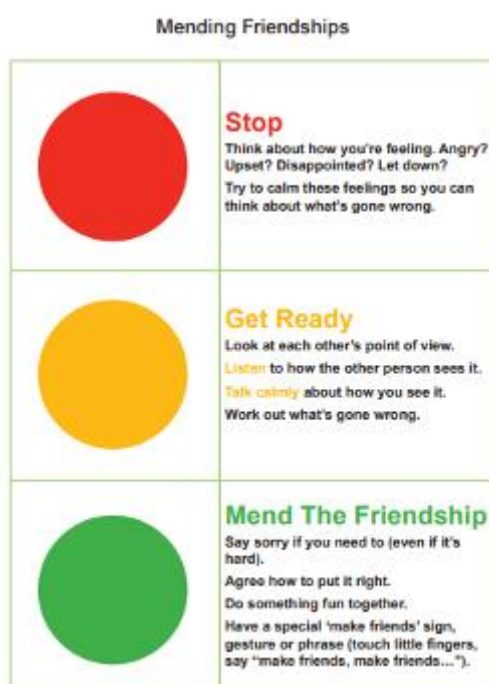 Mending Friendships
Stop
Think about how you're feeling. Angry?
Upset? Disappointed? Let down?
Try to calm these feelings so you can
think about what's gone wrong.
Get Ready
Look at each other's point of view.
Listen to how the other person sees it.
Talk calmly about how you see it.
Work out what's gone wrong.
Mend The Friendship
Say sorry if you need to (even if it's
hard).
Agree how to put it right.
Do something fun together.
Have a special 'make friends' sign,
gesture or phrase (touch little fingers,
say "make friends, make friends...").